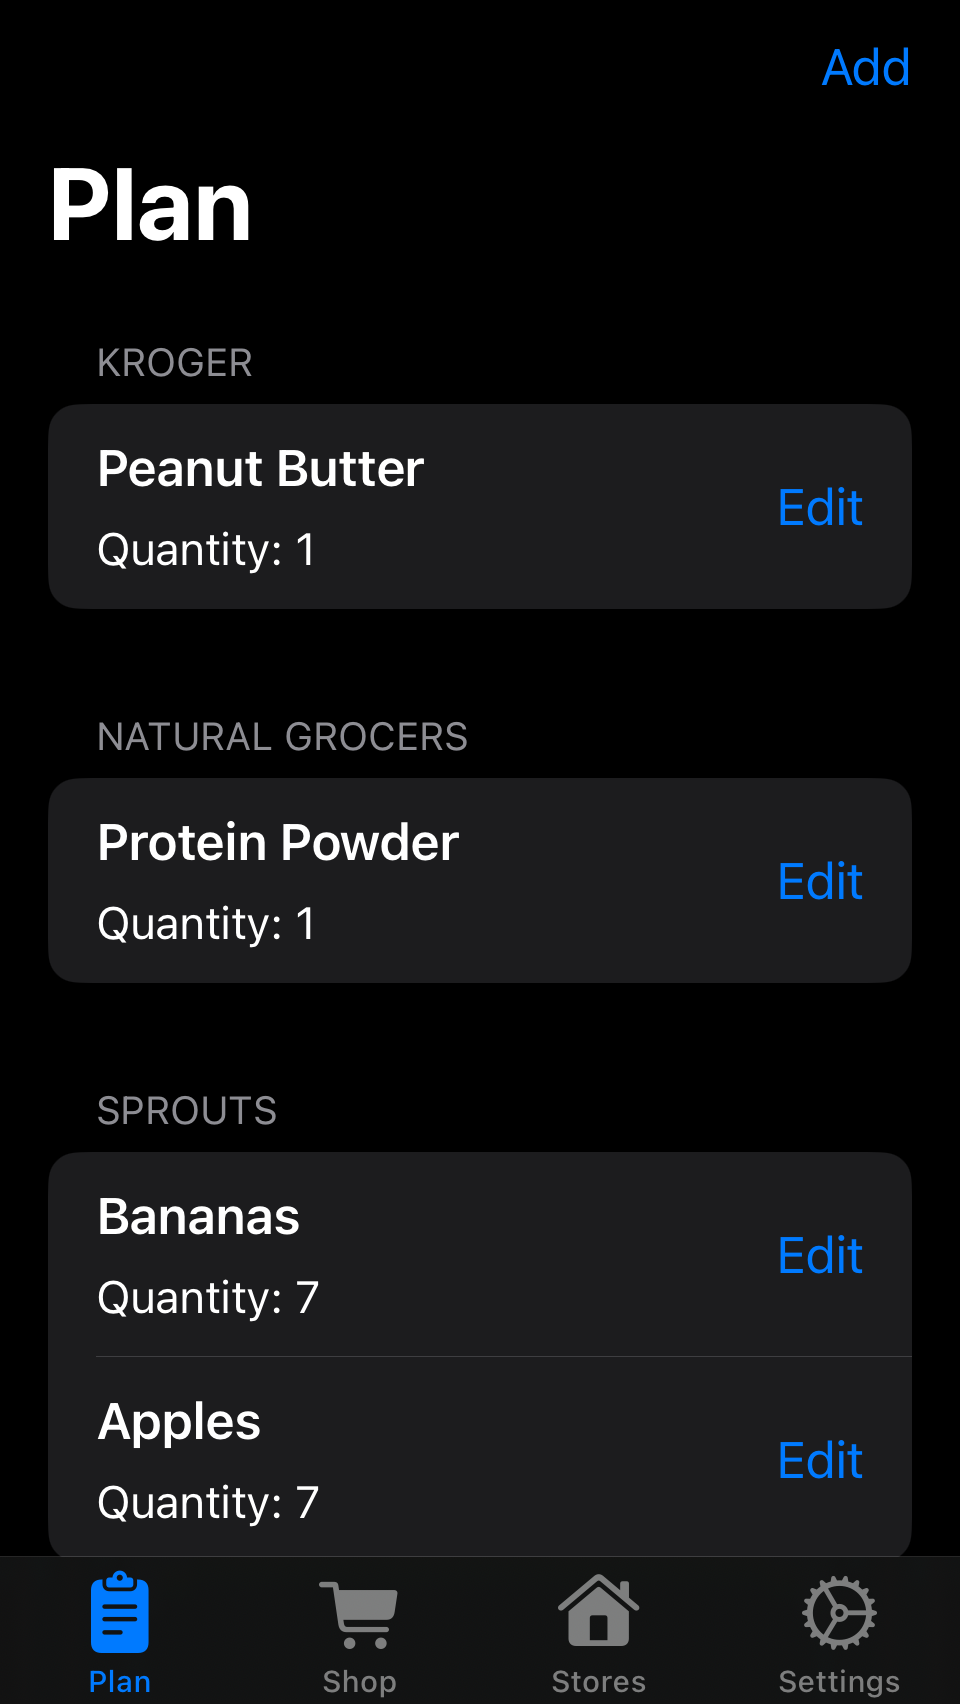 Add
Plan
KROGER
Peanut Butter
Quantity: 1
Edit
NATURAL GROCERS
Protein Powder
Quantity: 1
Edit
SPROUTS
Bananas
Quantity: 7
Edit
Apples
Quantity: 7
Edit
Plan
Shop
Stores
Settings